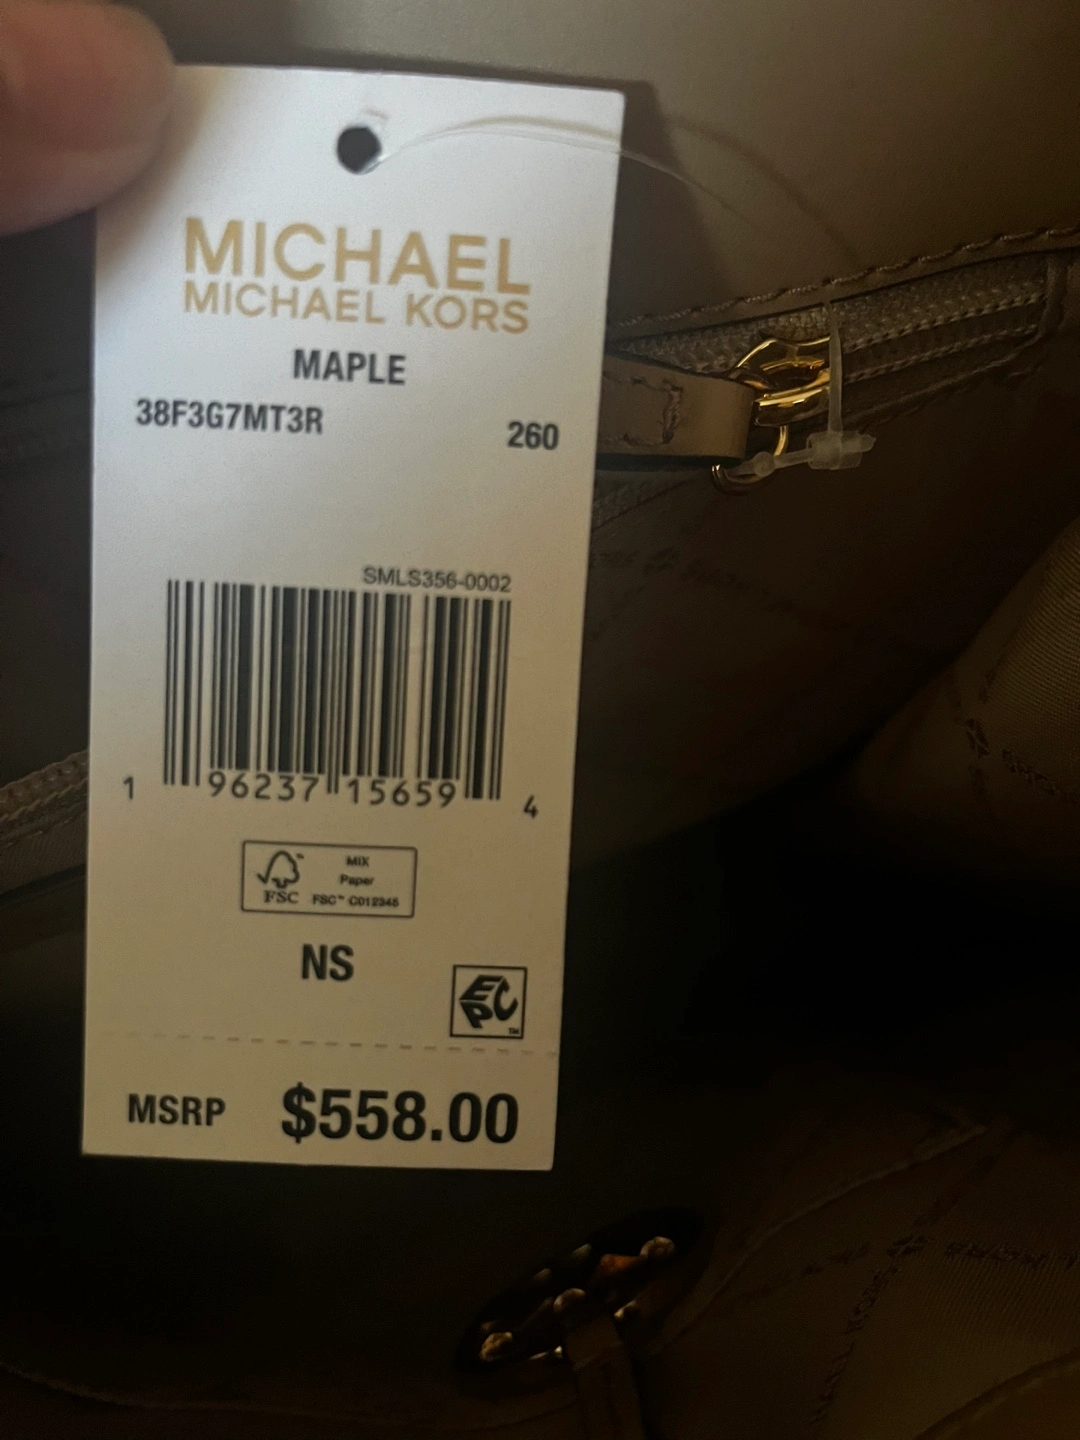 MICHAEL
MICHAEL KORS
MAPLE
38F3G7MT3R 260
SMLS356-0002
1 96237 15659 4
MIX
Paper
FSC™ C012345
FSC
NS
EPC™
MSRP $558.00